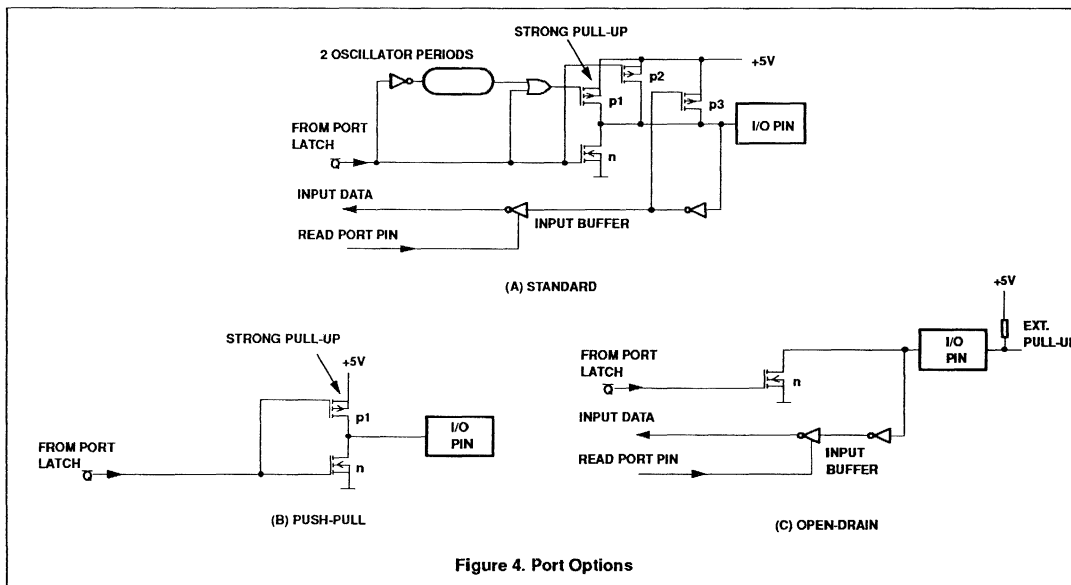 STRONG PULL-UP
2 OSCILLATOR PERIODS
+5V
p2
p1
p3
I/O PIN
FROM PORT
LATCH
Q
n
INPUT DATA
INPUT BUFFER
READ PORT PIN
(A) STANDARD
STRONG PULL-UP
+5V
p1
I/O
PIN
FROM PORT
LATCH
Q
n
(B) PUSH-PULL
+5V
EXT.
PULL-UP
I/O
PIN
FROM PORT
LATCH
Q
n
INPUT DATA
INPUT
BUFFER
READ PORT PIN
(C) OPEN-DRAIN
Figure 4. Port Options